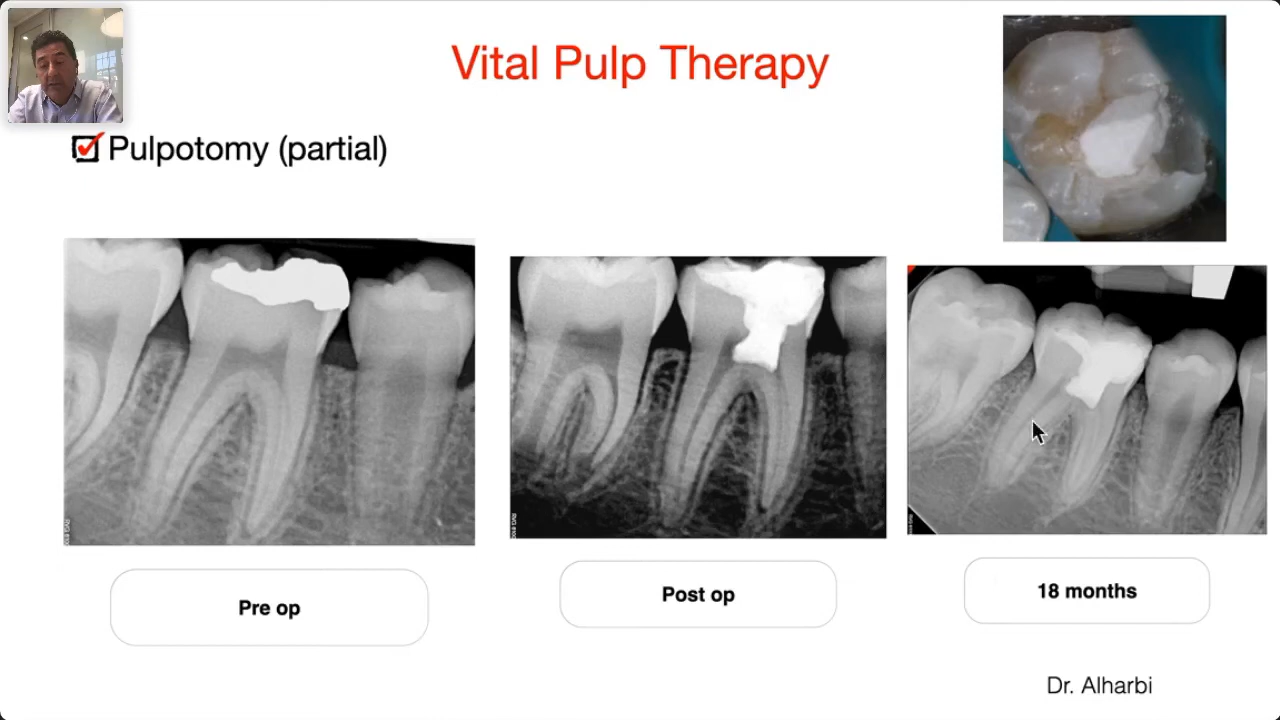 Vital Pulp Therapy
Pulpotomy (partial)
Pre op
Post op
18 months
Dr. Alharbi